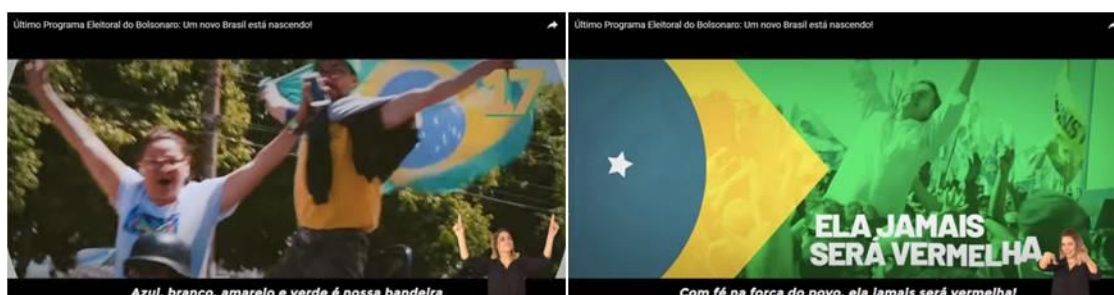 Último Programa Eleitoral do Bolsonaro: Um novo Brasil está nascendo!
17
Azul, branco, amarelo e verde é nossa bandeira
Último Programa Eleitoral do Bolsonaro: Um novo Brasil está nascendo!
ELA JAMAIS
SERÁ VERMELHA
Com fé na força do povo, ela jamais será vermelha!